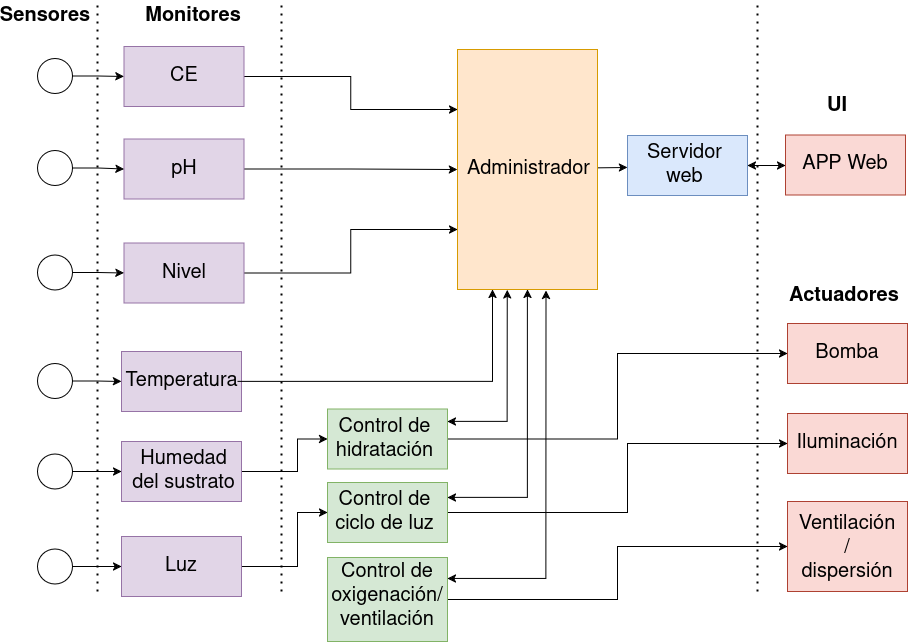 Sensores
Monitores
CE
pH
Nivel
Temperatura
Humedad
del sustrato
Luz
Control de
hidratación
Control de
ciclo de luz
Control de
oxigenación/
ventilación
Administrador
Servidor
web
UI
APP Web
Actuadores
Bomba
Iluminación
Ventilación
/
dispersión